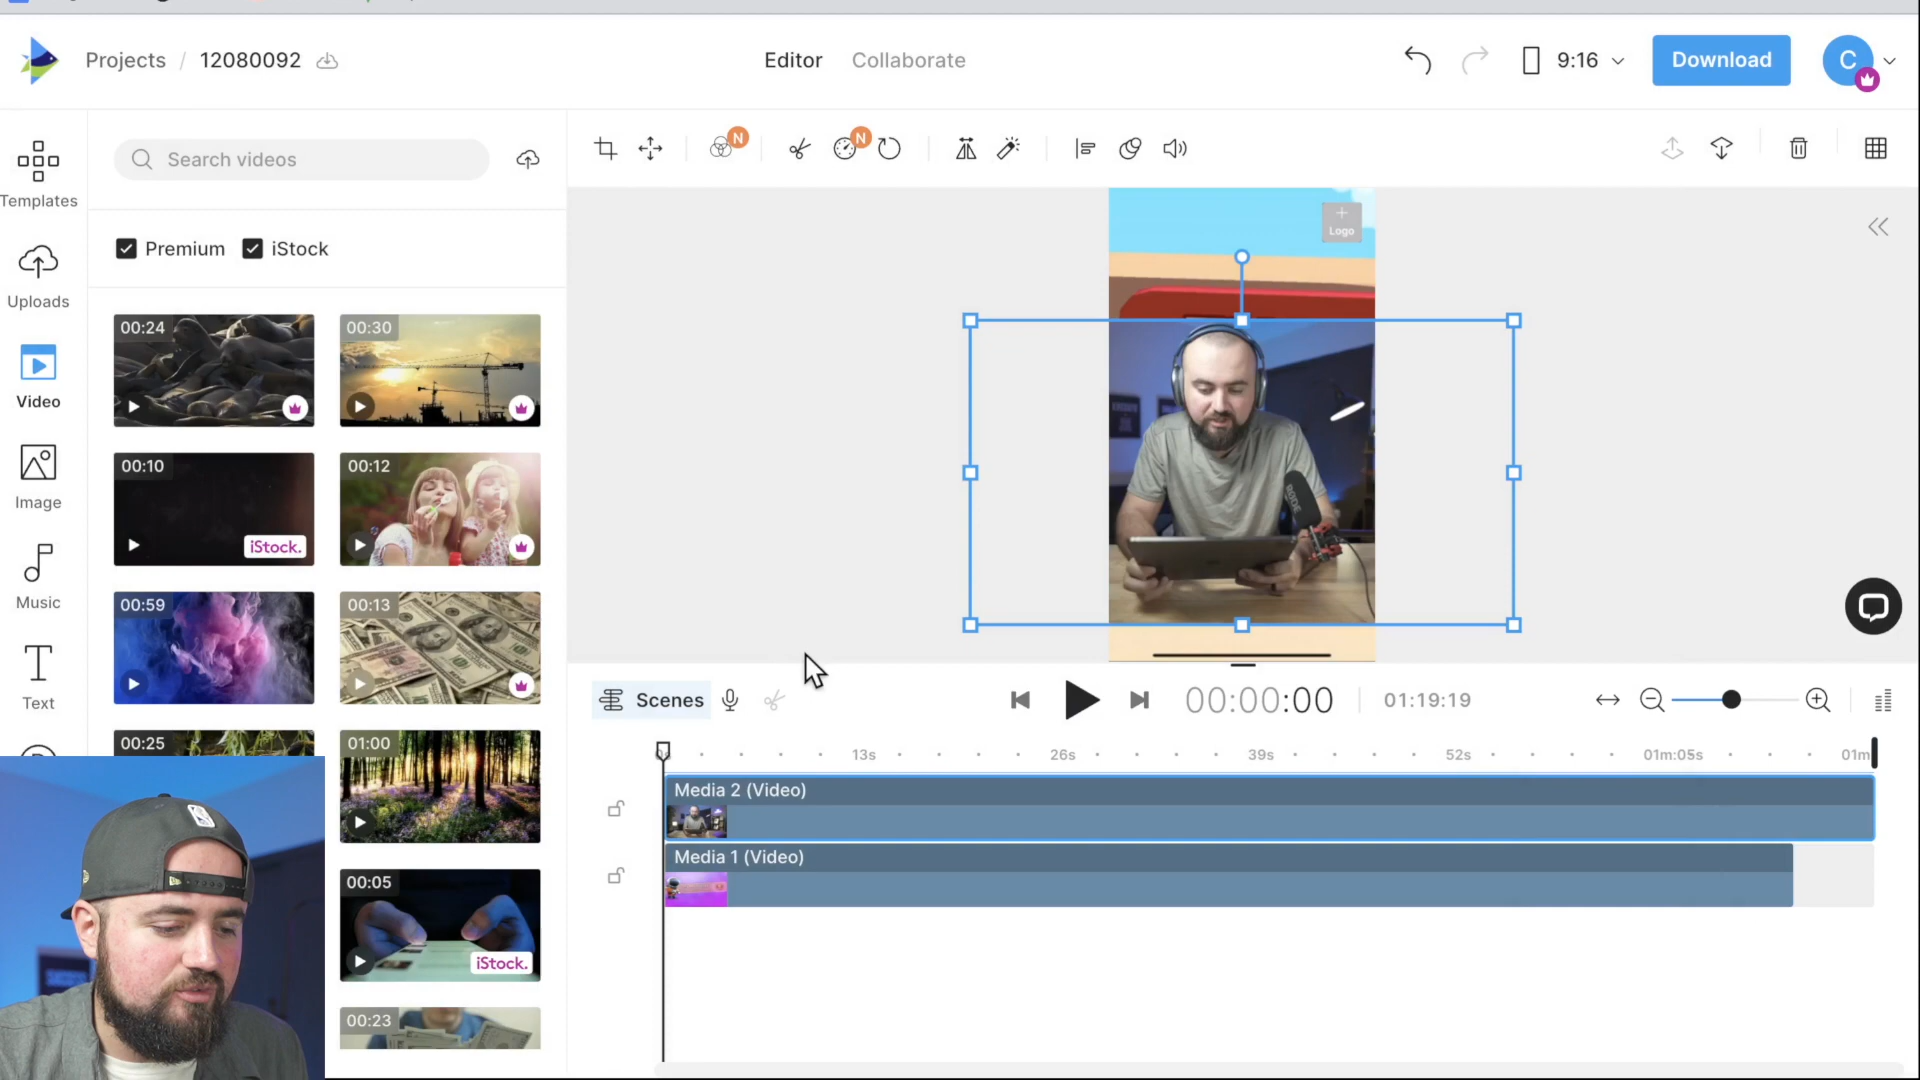 Projects / 12080092
Editor
Collaborate
9:16
Download
C
Templates
Uploads
Video
Image
Music
Text
Search videos
Premium
iStock
00:24
00:30
00:10
iStock.
00:12
00:59
00:13
00:25
01:00
00:05
iStock.
00:23
N
N
+
Logo
RODE
Scenes
00:00:00
01:19:19
13s
26s
39s
52s
01m:05s
01m
Media 2 (Video)
Media 1 (Video)